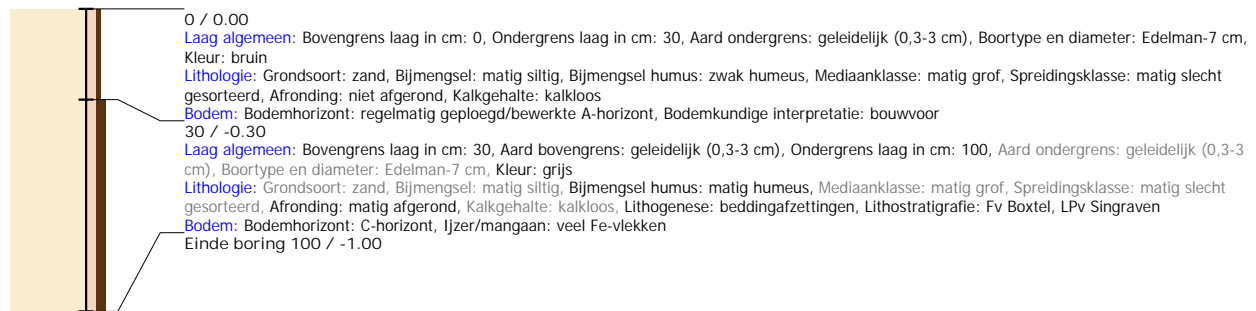 0 / 0.00
Laag algemeen: Bovengrens laag in cm: 0, Ondergrens laag in cm: 30, Aard ondergrens: geleidelijk (0,3-3 cm), Boortype en diameter: Edelman-7 cm,
Kleur: bruin
Lithologie: Grondsoort: zand, Bijmengsel: matig siltig, Bijmengsel humus: zwak humeus, Mediaanklasse: matig grof, Spreidingsklasse: matig slecht
gesorteerd, Afronding: niet afgerond, Kalkgehalte: kalkloos
Bodem: Bodemhorizont: regelmatig geploegd/bewerkte A-horizont, Bodemkundige interpretatie: bouwvoor
30 / -0.30
Laag algemeen: Bovengrens laag in cm: 30, Aard bovengrens: geleidelijk (0,3-3 cm), Ondergrens laag in cm: 100, Aard ondergrens: geleidelijk (0,3-3
cm), Boortype en diameter: Edelman-7 cm, Kleur: grijs
Lithologie: Grondsoort: zand, Bijmengsel: matig siltig, Bijmengsel humus: matig humeus, Mediaanklasse: matig grof, Spreidingsklasse: matig slecht
gesorteerd, Afronding: matig afgerond, Kalkgehalte: kalkloos, Lithogenese: beddingafzettingen, Lithostratigrafie: Fv Boxtel, LPv Singraven
Bodem: Bodemhorizont: C-horizont, Ijzer/mangaan: veel Fe-vlekken
Einde boring 100 / -1.00